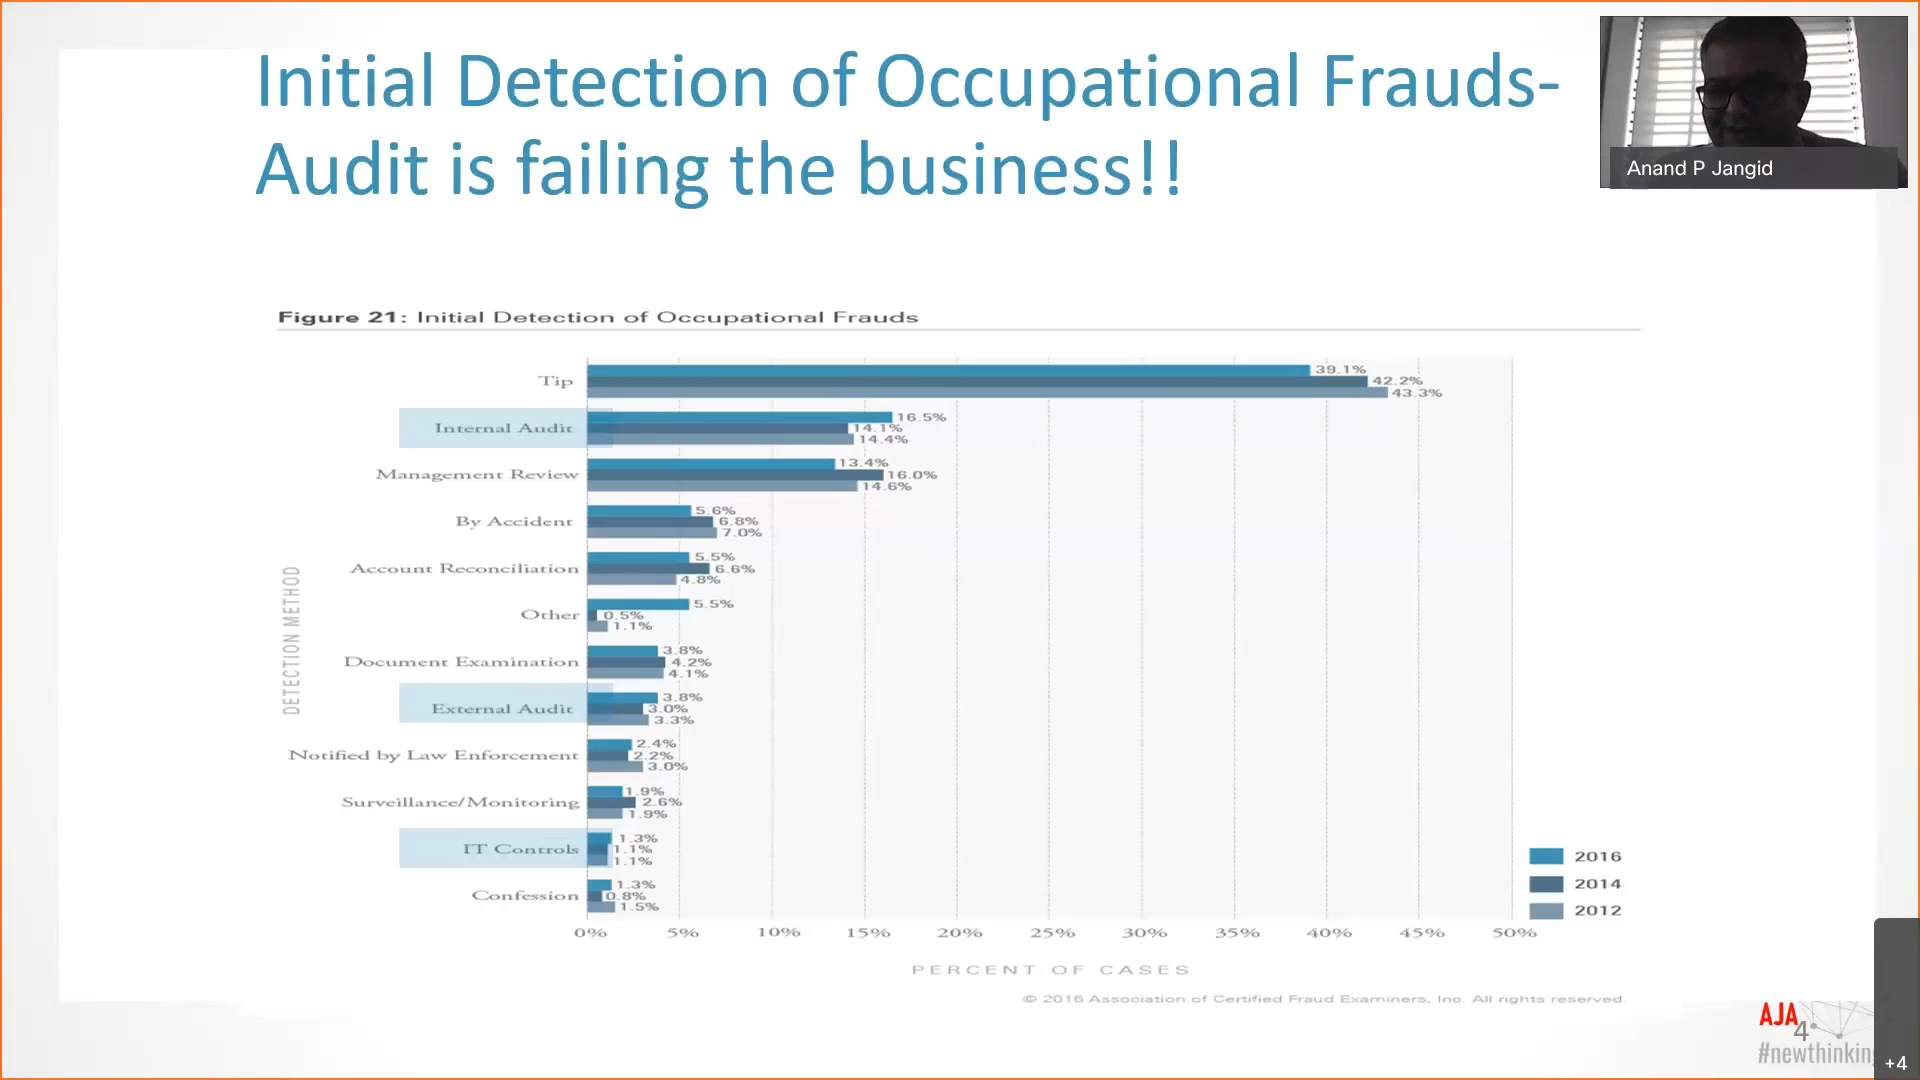 Initial Detection of Occupational Frauds-
Audit is failing the business!!
Anand P Jangid
Figure 21: Initial Detection of Occupational Frauds
DETECTION METHOD
Tip
39.1%
42.2%
43.3%
Internal Audit
16.5%
14.1%
14.4%
Management Review
13.4%
16.0%
14.6%
By Accident
5.6%
6.8%
7.0%
Account Reconciliation
5.5%
6.6%
4.8%
Other
5.5%
0.5%
1.1%
Document Examination
3.8%
4.2%
4.1%
External Audit
3.8%
3.0%
3.3%
Notified by Law Enforcement
2.4%
2.2%
3.0%
Surveillance/Monitoring
1.9%
2.6%
1.9%
IT Controls
1.3%
1.1%
1.1%
Confession
1.3%
0.8%
1.5%
2016
2014
2012
0% 5% 10% 15% 20% 25% 30% 35% 40% 45% 50%
PERCENT OF CASES
© 2016 Association of Certified Fraud Examiners, Inc. All rights reserved.
AJA
4
#newthinkin
+4